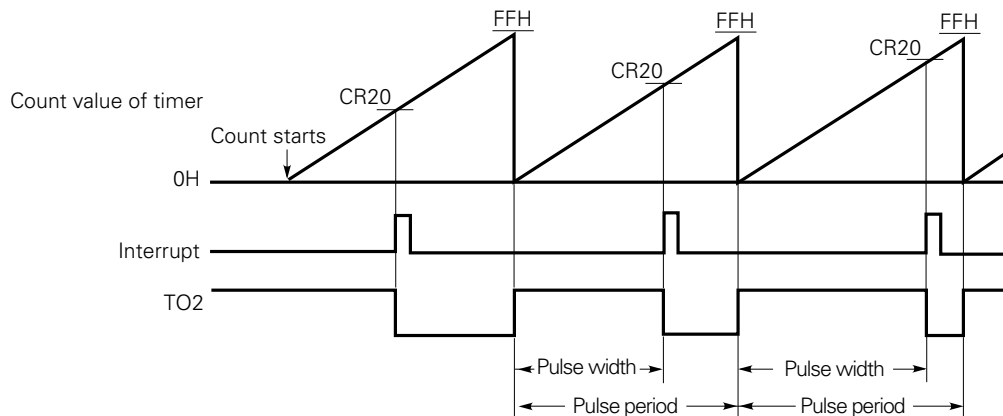 FFH
FFH
FFH
CR20
CR20
CR20
Count value of timer
Count starts
0H
Interrupt
TO2
Pulse width
Pulse width
Pulse period
Pulse period